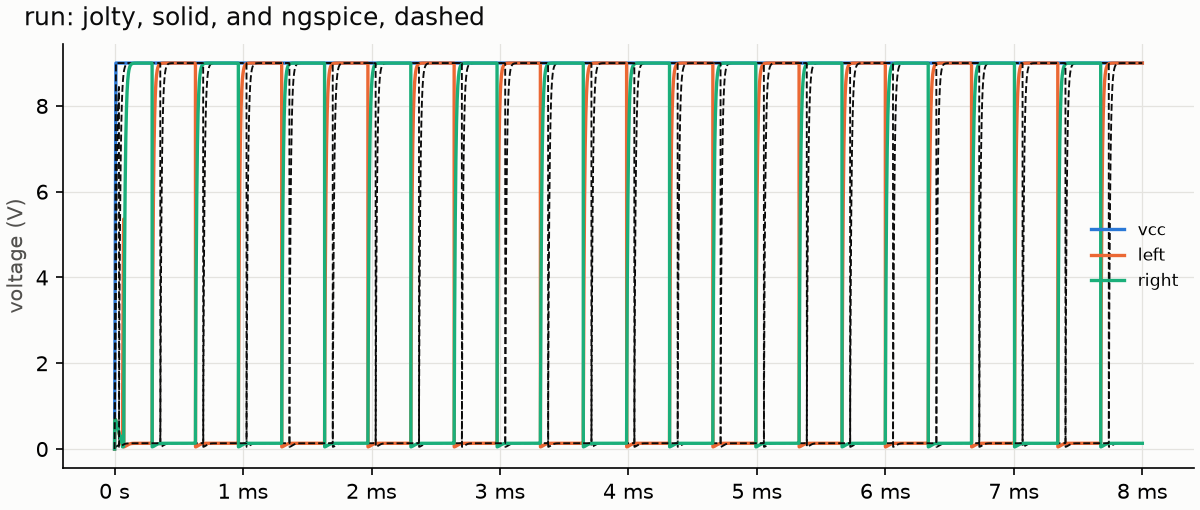 run: jolty, solid, and ngspice, dashed
voltage (V)
8
6
4
2
0
vcc
left
right
0 s
1 ms
2 ms
3 ms
4 ms
5 ms
6 ms
7 ms
8 ms